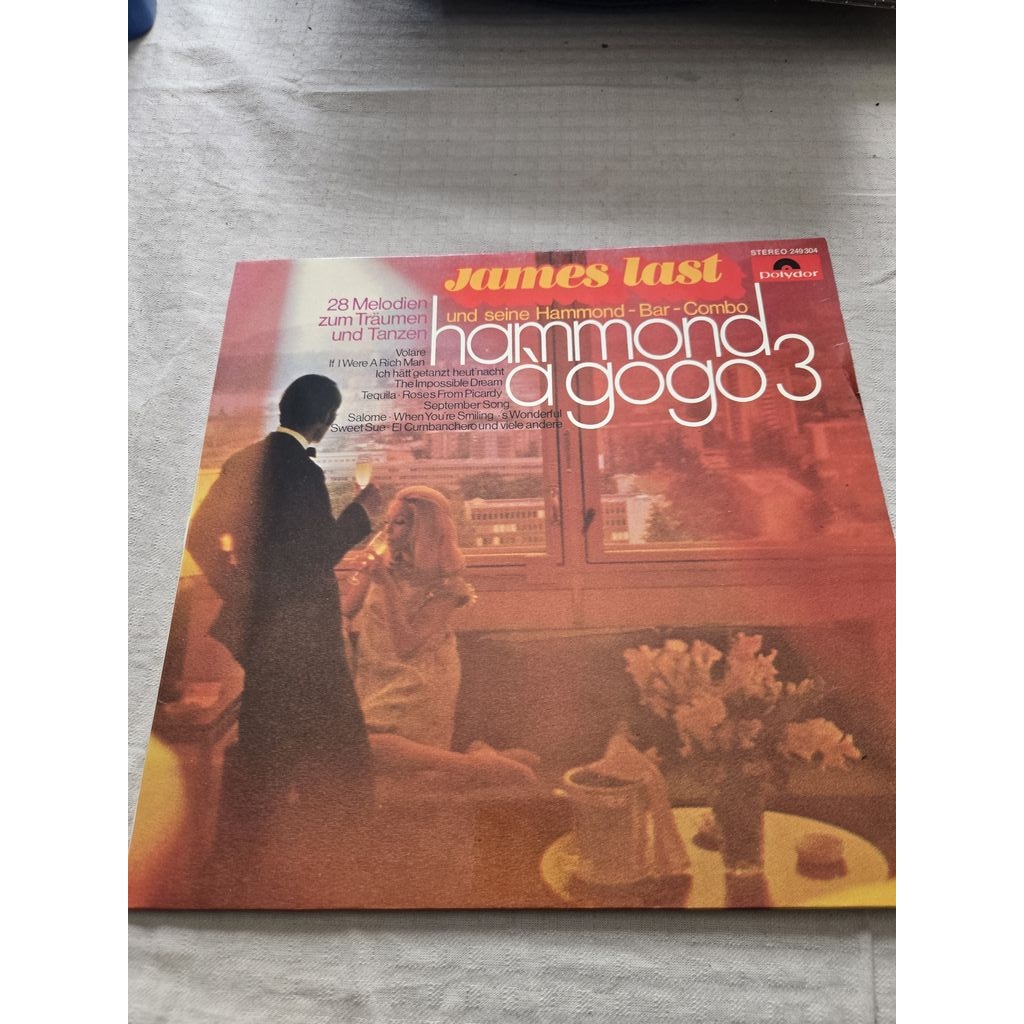 STEREO 249304
polydor
james last
und seine Hammond-Bar-Combo
hammond
à gogo 3
28 Melodien
zum Träumen
und Tanzen
Volare
If I Were A Rich Man
Ich hätt getanzt heut' nacht
The Impossible Dream
Tequila · Roses From Picardy
September Song
Salome · When You're Smiling · 's Wonderful
Sweet Sue · El Cumbanchero und viele andere